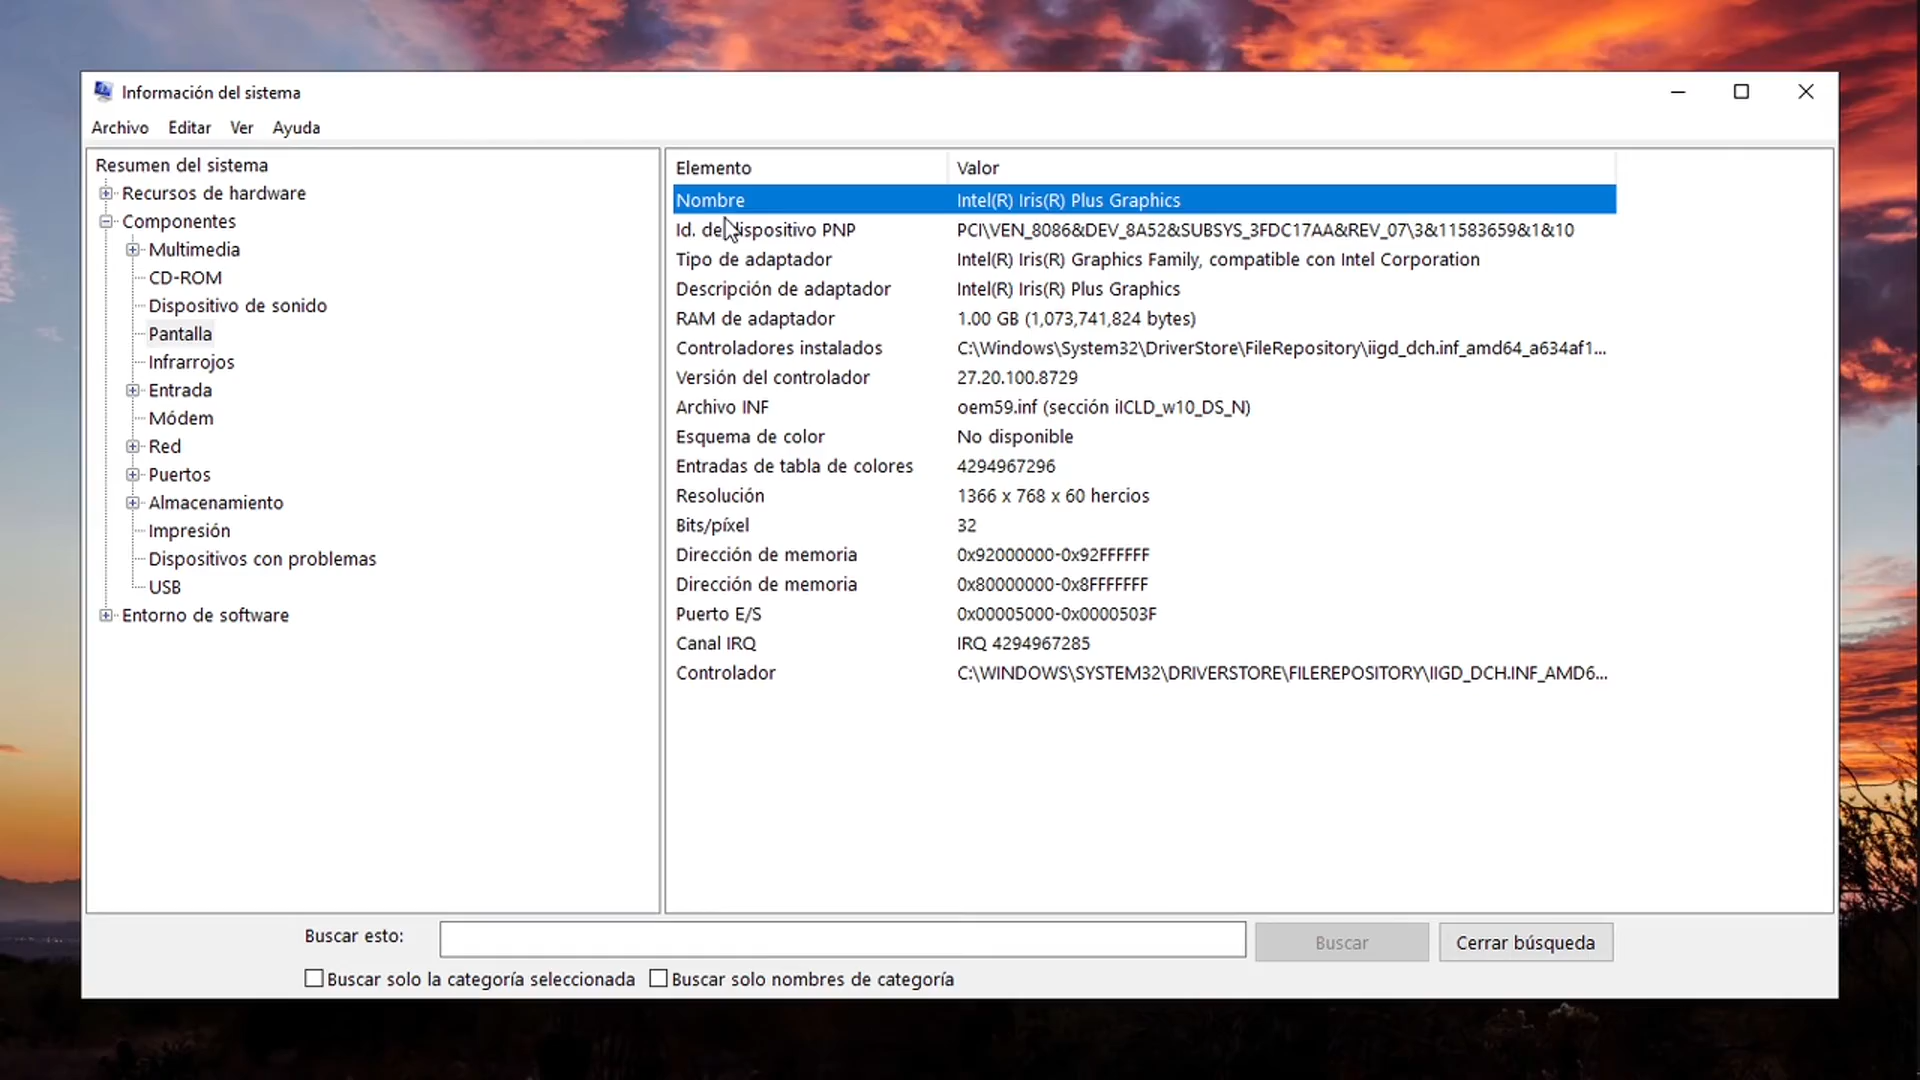 Información del sistema
Archivo Editar Ver Ayuda
Resumen del sistema
Recursos de hardware
Componentes
Multimedia
CD-ROM
Dispositivo de sonido
Pantalla
Infrarrojos
Entrada
Módem
Red
Puertos
Almacenamiento
Impresión
Dispositivos con problemas
USB
Entorno de software
Elemento Valor
Nombre Intel(R) Iris(R) Plus Graphics
Id. de dispositivo PNP PCI\VEN_8086&DEV_8A52&SUBSYS_3FDC17AA&REV_07\3&11583659&1&10
Tipo de adaptador Intel(R) Iris(R) Graphics Family, compatible con Intel Corporation
Descripción de adaptador Intel(R) Iris(R) Plus Graphics
RAM de adaptador 1.00 GB (1,073,741,824 bytes)
Controladores instalados C:\Windows\System32\DriverStore\FileRepository\iigd_dch.inf_amd64_a634af1...
Versión del controlador 27.20.100.8729
Archivo INF oem59.inf (sección iICLD_w10_DS_N)
Esquema de color No disponible
Entradas de tabla de colores 4294967296
Resolución 1366 x 768 x 60 hercios
Bits/píxel 32
Dirección de memoria 0x92000000-0x92FFFFFF
Dirección de memoria 0x80000000-0x8FFFFFFF
Puerto E/S 0x00005000-0x0000503F
Canal IRQ IRQ 4294967285
Controlador C:\WINDOWS\SYSTEM32\DRIVERSTORE\FILEREPOSITORY\IIGD_DCH.INF_AMD6...
Buscar esto: Buscar Cerrar búsqueda
Buscar solo la categoría seleccionada Buscar solo nombres de categoría